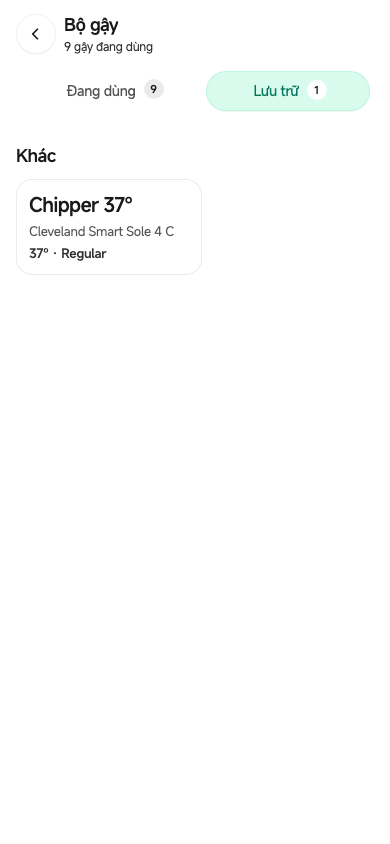 Bộ gậy
9 gậy đang dùng
Đang dùng 9
Lưu trữ 1
Khác
Chipper 37°
Cleveland Smart Sole 4 C
37° · Regular